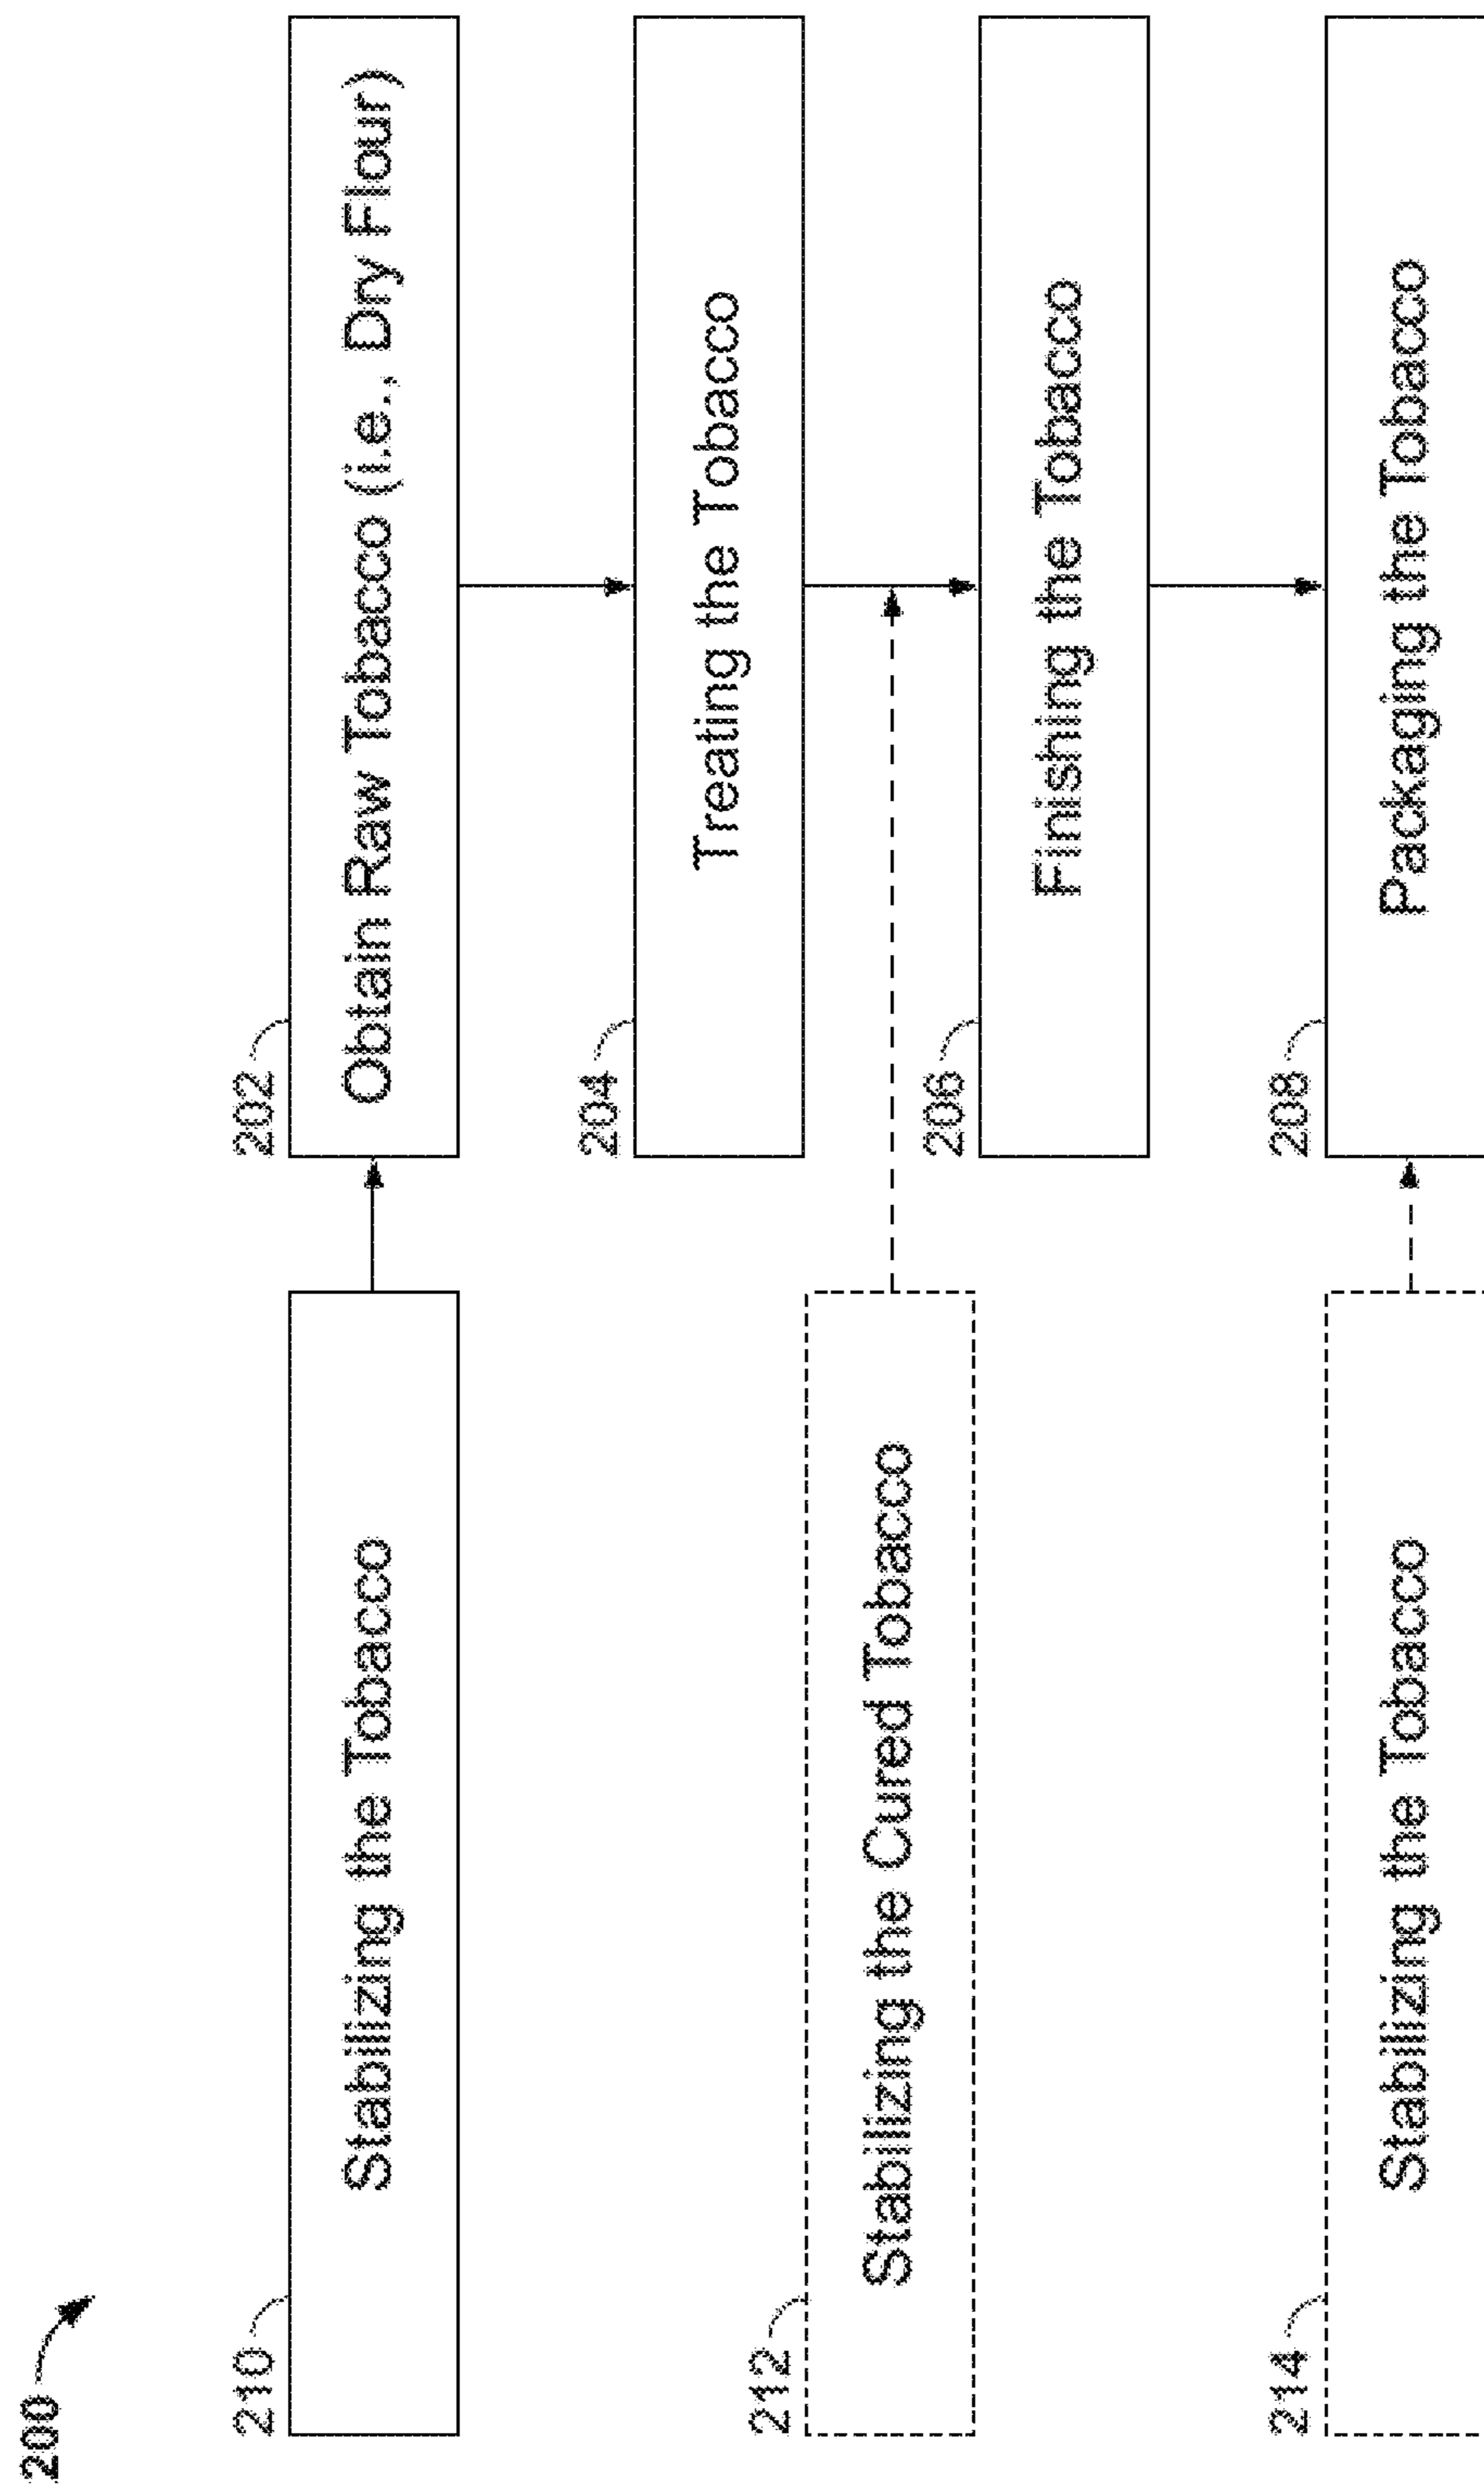 200
210
Stabilizing the Tobacco
202
Obtain Raw Tobacco (i.e., Dry Flour)
204
Treating the Tobacco
212
Stabilizing the Cured Tobacco
206
Finishing the Tobacco
214
Stabilizing the Tobacco
208
Packaging the Tobacco